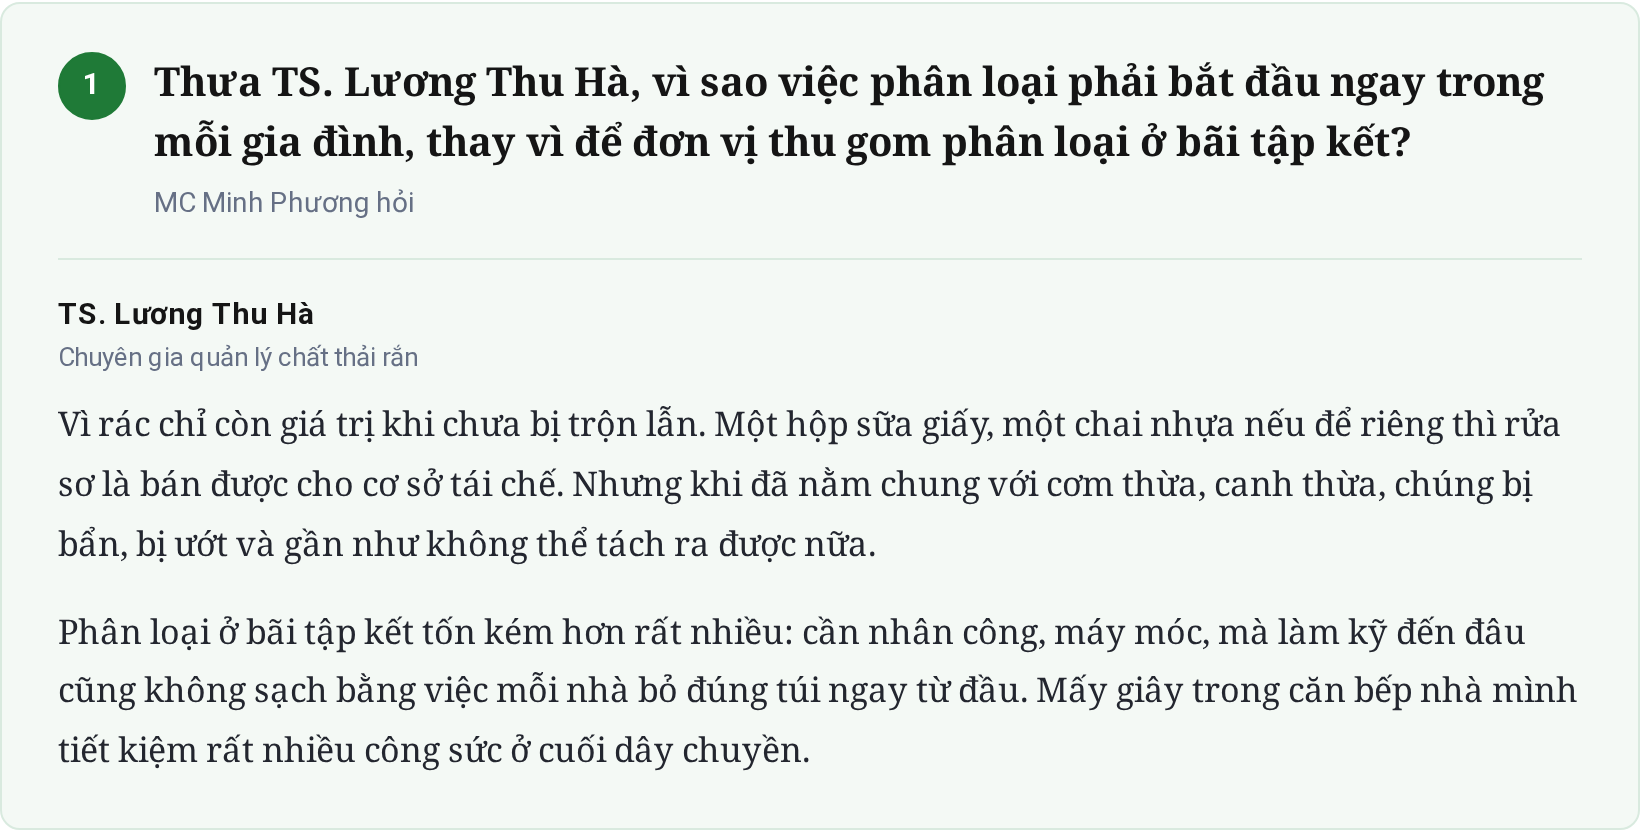 1
Thưa TS. Lương Thu Hà, vì sao việc phân loại phải bắt đầu ngay trong
mỗi gia đình, thay vì để đơn vị thu gom phân loại ở bãi tập kết?
MC Minh Phương hỏi
TS. Lương Thu Hà
Chuyên gia quản lý chất thải rắn
Vì rác chỉ còn giá trị khi chưa bị trộn lẫn. Một hộp sữa giấy, một chai nhựa nếu để riêng thì rửa
sơ là bán được cho cơ sở tái chế. Nhưng khi đã nằm chung với cơm thừa, canh thừa, chúng bị
bẩn, bị ướt và gần như không thể tách ra được nữa.
Phân loại ở bãi tập kết tốn kém hơn rất nhiều: cần nhân công, máy móc, mà làm kỹ đến đâu
cũng không sạch bằng việc mỗi nhà bỏ đúng túi ngay từ đầu. Mấy giây trong căn bếp nhà mình
tiết kiệm rất nhiều công sức ở cuối dây chuyền.